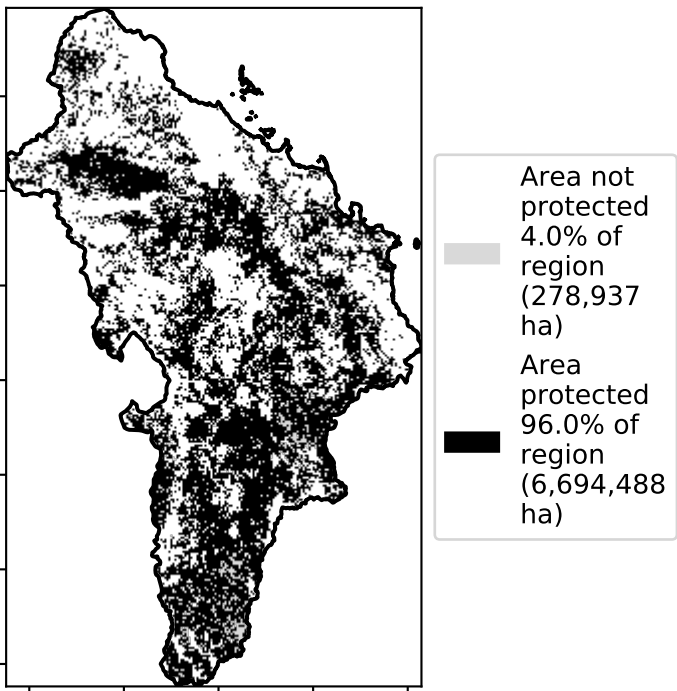 Area not
protected
4.0% of
region
(278,937
ha)
Area
protected
96.0% of
region
(6,694,488
ha)